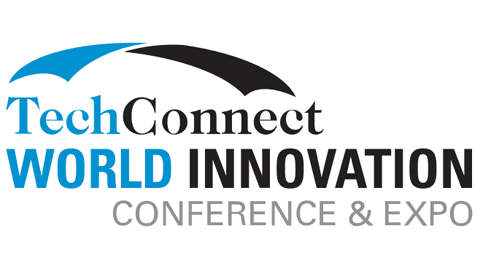 TechConnect
WORLD INNOVATION
CONFERENCE & EXPO